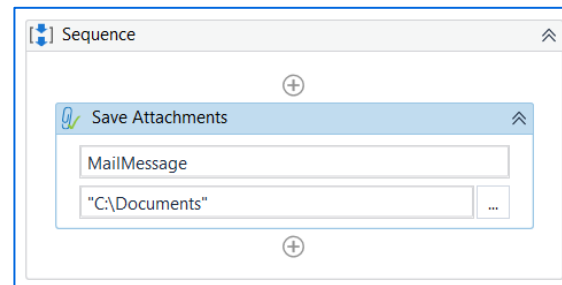 Sequence
Save Attachments
MailMessage
"C:\Documents"
...